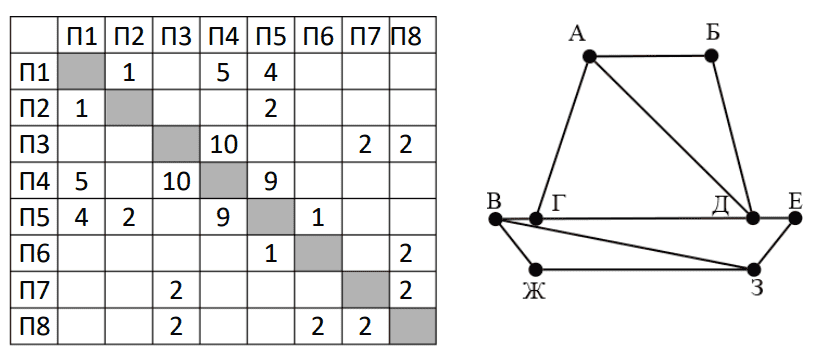 П1 П2 П3 П4 П5 П6 П7 П8
П1 1 5 4
П2 1 2
П3 10 2 2
П4 5 10 9
П5 4 2 9 1
П6 1 2
П7 2 2
П8 2 2 2
А Б
В Г Д Е
Ж З